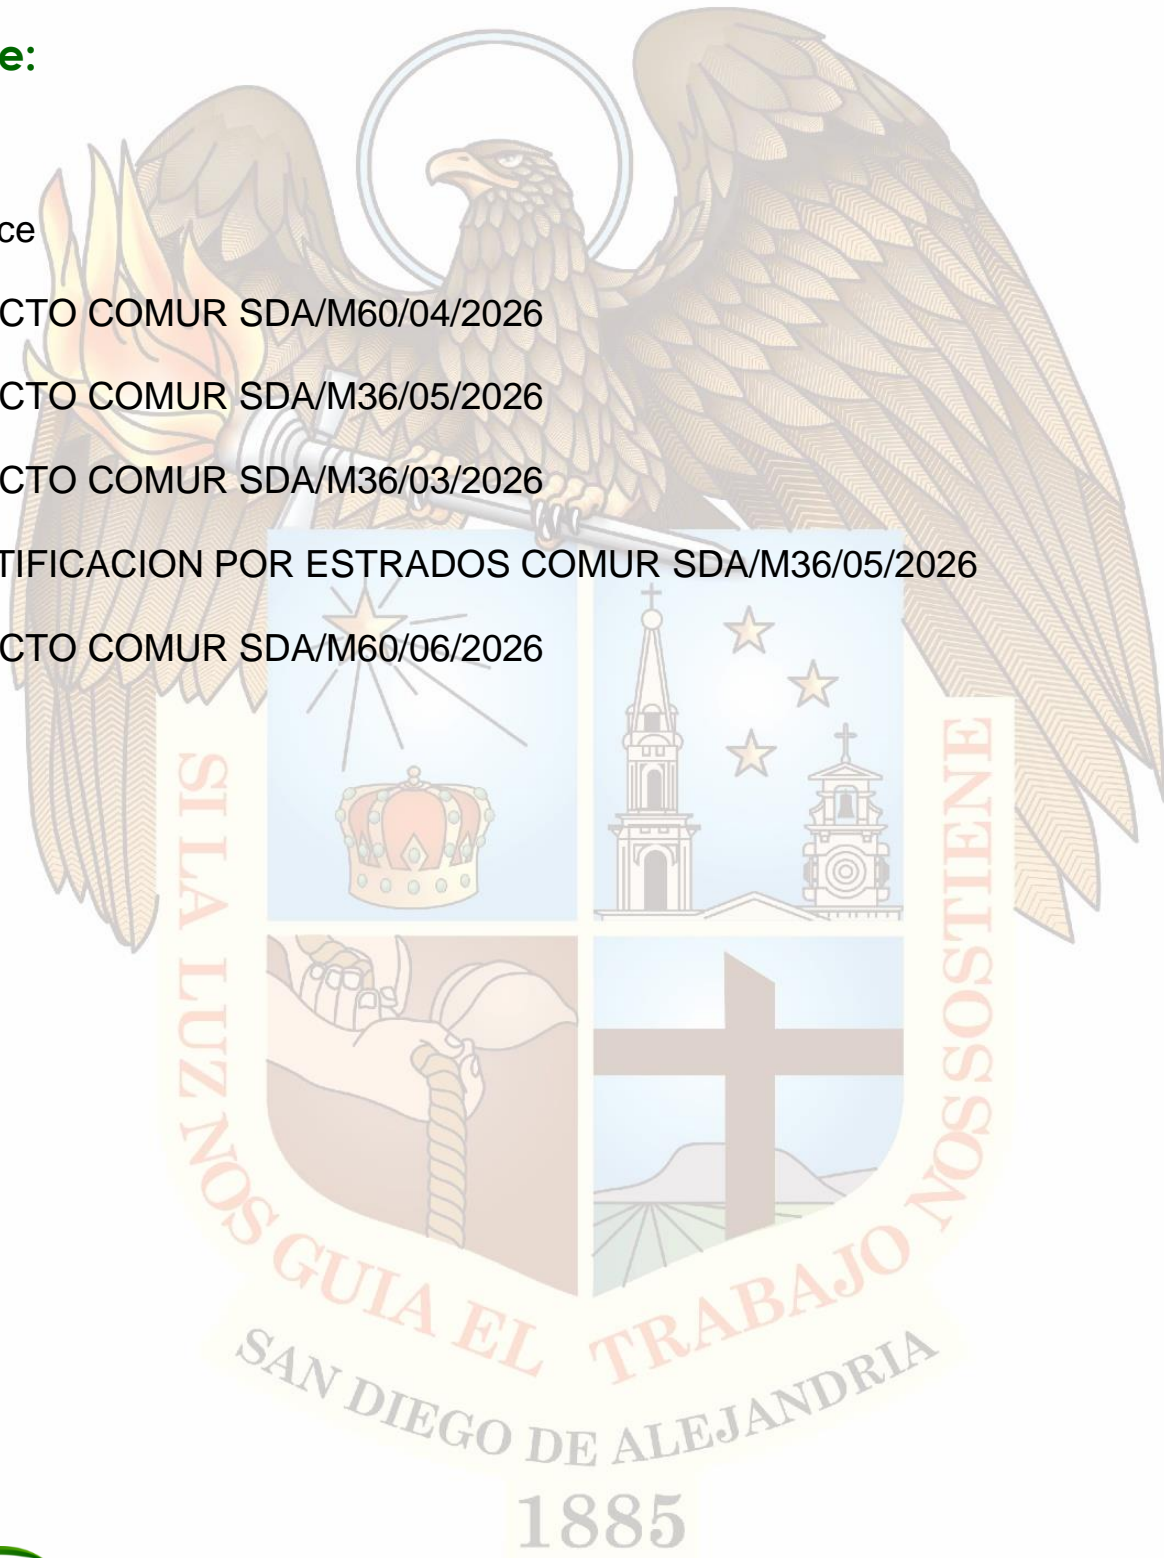 e:
ce
CTO COMUR SDA/M60/04/2026
CTO COMUR SDA/M36/05/2026
CTO COMUR SDA/M36/03/2026
TIFICACION POR ESTRADOS COMUR SDA/M36/05/2026
CTO COMUR SDA/M60/06/2026
SI LA LUZ NOS GUIA EL TRABAJO NOS SOSTIENE
SAN DIEGO DE ALEJANDRIA
1885